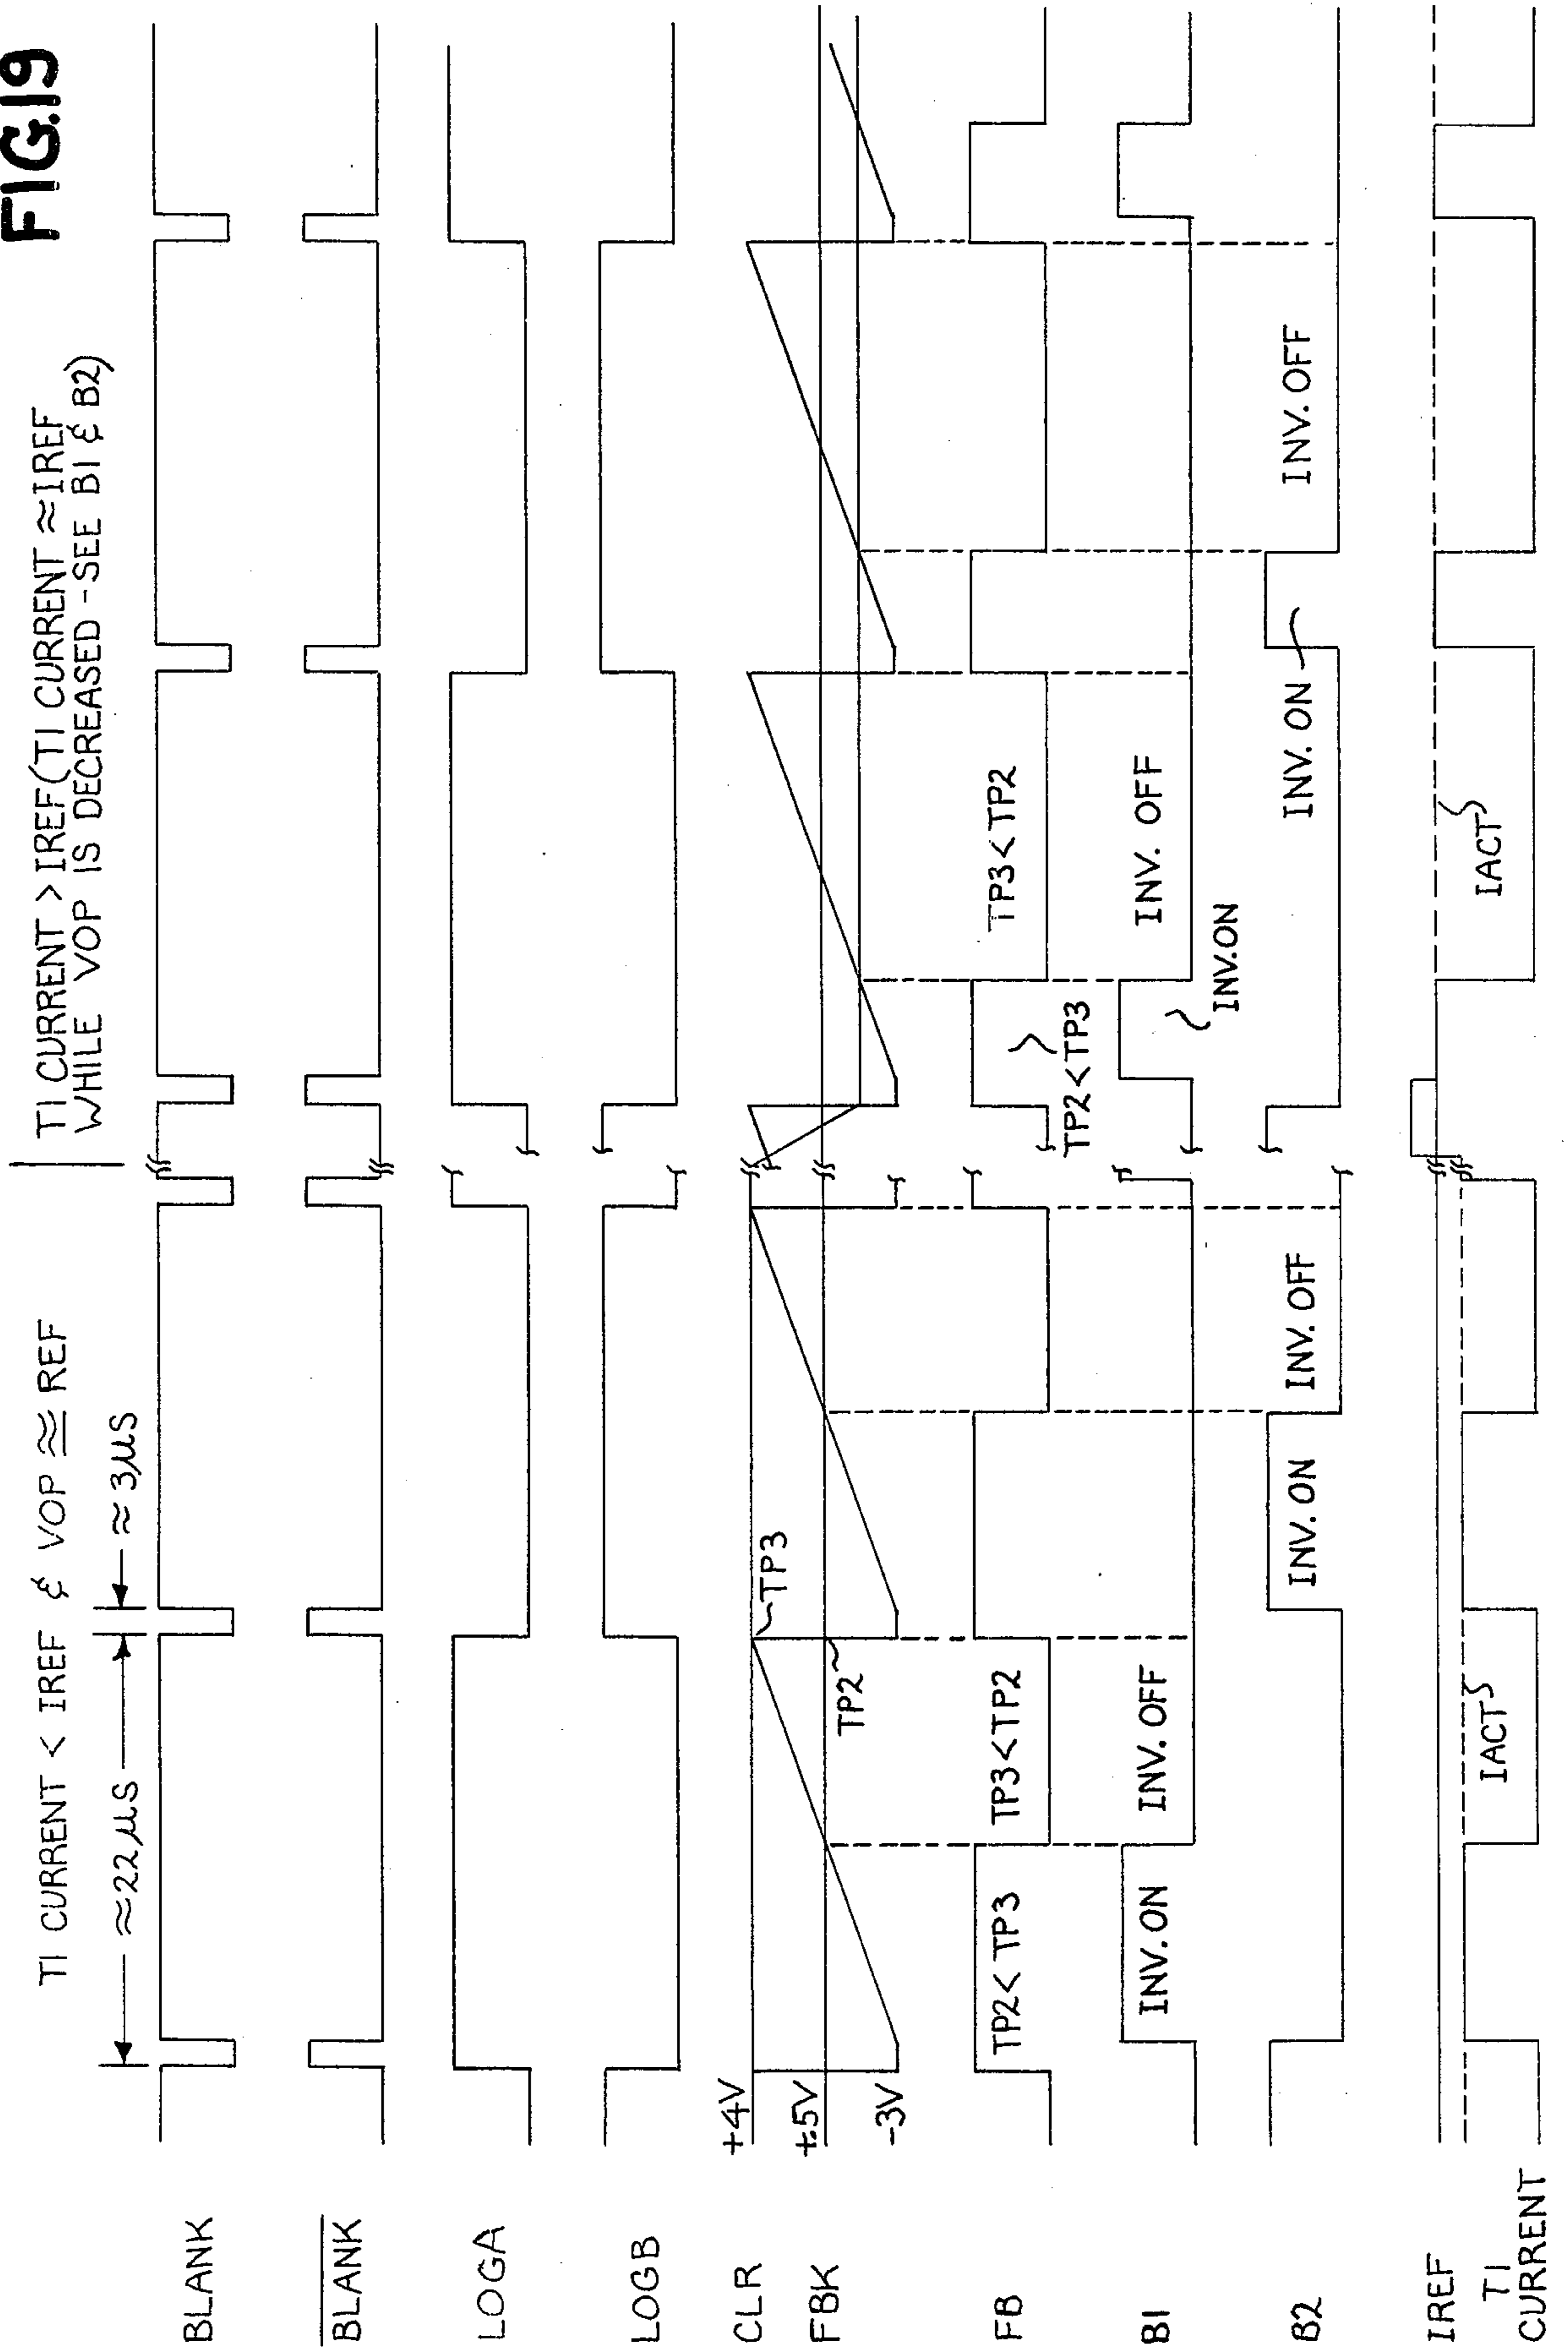 FIG.19
T1 CURRENT < IREF & VOP ≅ REF
T1 CURRENT > IREF (T1 CURRENT ≈ IREF
WHILE VOP IS DECREASED - SEE B1 & B2)
≈22µS
≈3µS
BLANK
BLANK
LOGA
LOGB
CLR
+4V
TP3
FBK
+.5V
TP2
-3V
FB
TP2<TP3
TP3<TP2
TP2<TP3
TP3<TP2
B1
INV. ON
INV. OFF
INV.ON
INV. OFF
B2
INV. ON
INV. OFF
INV. ON
INV. OFF
IREF
T1
CURRENT
IACT
IACT